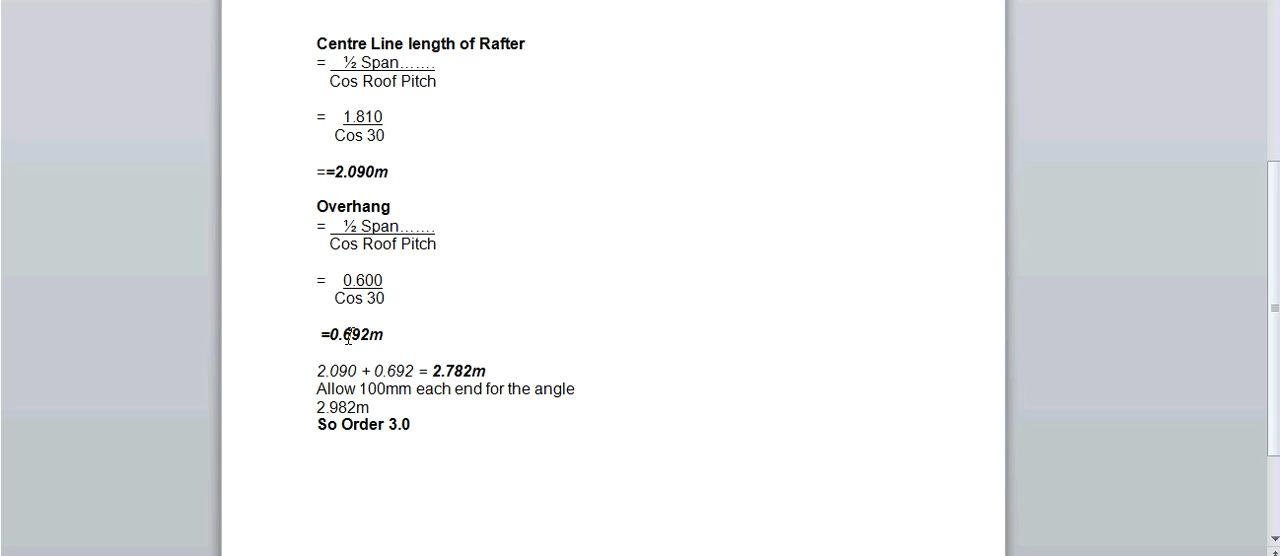 Centre Line length of Rafter
= ½ Span…….
Cos Roof Pitch
= 1.810
Cos 30
==2.090m
Overhang
= ½ Span…….
Cos Roof Pitch
= 0.600
Cos 30
=0.692m
2.090 + 0.692 = 2.782m
Allow 100mm each end for the angle
2.982m
So Order 3.0